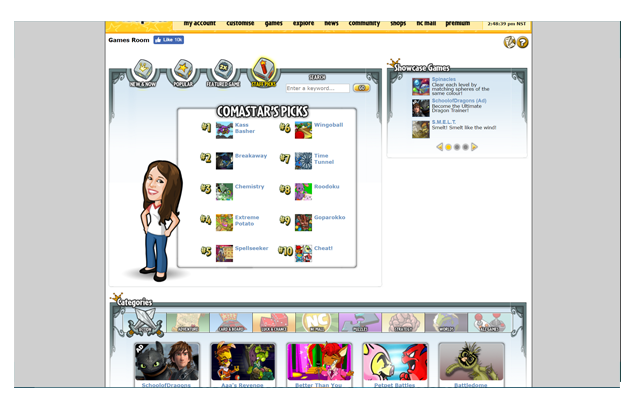 my account customise games explore news community shops nc mall premium
2:48:39 pm NST
Games Room Like 10k
NEW & NOW POPULAR FEATURED GAME STAFF PICKS
SEARCH
Enter a keyword.... GO
COMASTAR'S PICKS
#1 Kass Basher
#2 Breakaway
#3 Chemistry
#4 Extreme Potato
#5 Spellseeker
#6 Wingoball
#7 Time Tunnel
#8 Roodoku
#9 Goparokko
#10 Cheat!
Showcase Games
Spinacles
Clear each level by
matching spheres of the
same colour!
SchoolofDragons (Ad)
Become the Ultimate
Dragon Trainer!
S.M.E.L.T.
Smelt! Smelt like the wind!
Categories
ADVENTURE CARD & BOARD LUCK & CHANCE NC MALL PUZZLES STRATEGY WORLDS ALL GAMES
AD
SchoolofDragons Aaa's Revenge Better Than You Petpet Battles Battledome